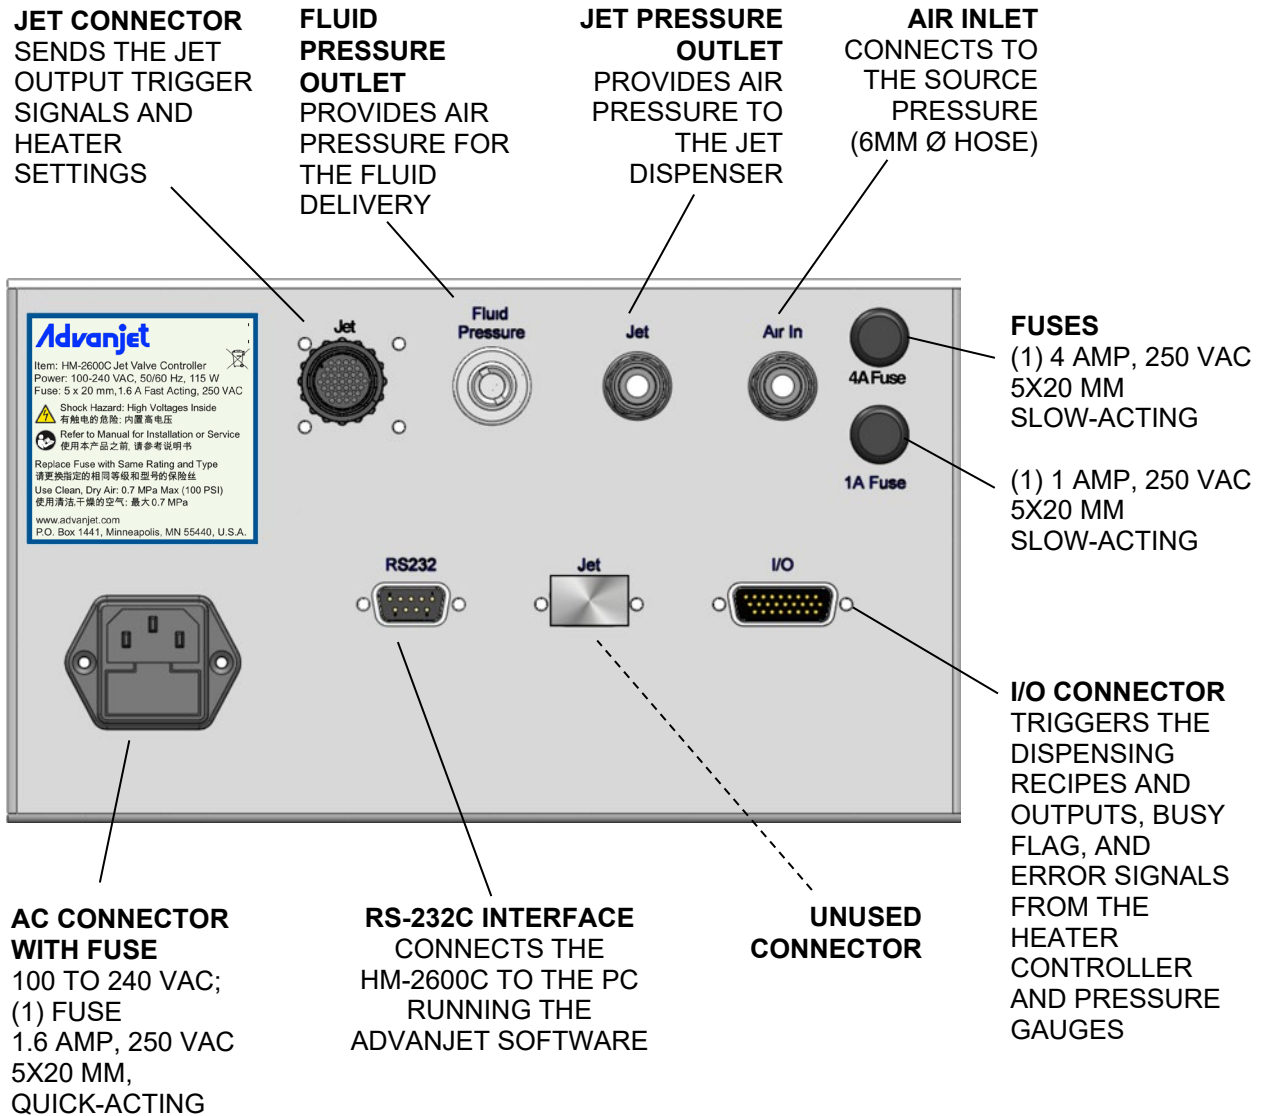 JET CONNECTOR
SENDS THE JET
OUTPUT TRIGGER
SIGNALS AND
HEATER
SETTINGS
FLUID
PRESSURE
OUTLET
PROVIDES AIR
PRESSURE FOR
THE FLUID
DELIVERY
JET PRESSURE
OUTLET
PROVIDES AIR
PRESSURE TO
THE JET
DISPENSER
AIR INLET
CONNECTS TO
THE SOURCE
PRESSURE
(6MM Ø HOSE)
Advanjet
Item: HM-2600C Jet Valve Controller
Power: 100-240 VAC, 50/60 Hz, 115 W
Fuse: 5 x 20 mm, 1.6 A Fast Acting, 250 VAC
Shock Hazard: High Voltages Inside
有触电的危险: 内置高电压
Refer to Manual for Installation or Service
使用本产品之前, 请参考说明书
Replace Fuse with Same Rating and Type
请更换指定的相同等级和型号的保险丝
Use Clean, Dry Air: 0.7 MPa Max (100 PSI)
使用清洁,干燥的空气: 最大 0.7 MPa
www.advanjet.com
P.O. Box 1441, Minneapolis, MN 55440, U.S.A.
Jet
Fluid
Pressure
Jet
Air In
4A Fuse
1A Fuse
FUSES
(1) 4 AMP, 250 VAC
5X20 MM
SLOW-ACTING
(1) 1 AMP, 250 VAC
5X20 MM
SLOW-ACTING
RS232
Jet
I/O
I/O CONNECTOR
TRIGGERS THE
DISPENSING
RECIPES AND
OUTPUTS, BUSY
FLAG, AND
ERROR SIGNALS
FROM THE
HEATER
CONTROLLER
AND PRESSURE
GAUGES
AC CONNECTOR
WITH FUSE
100 TO 240 VAC;
(1) FUSE
1.6 AMP, 250 VAC
5X20 MM,
QUICK-ACTING
RS-232C INTERFACE
CONNECTS THE
HM-2600C TO THE PC
RUNNING THE
ADVANJET SOFTWARE
UNUSED
CONNECTOR